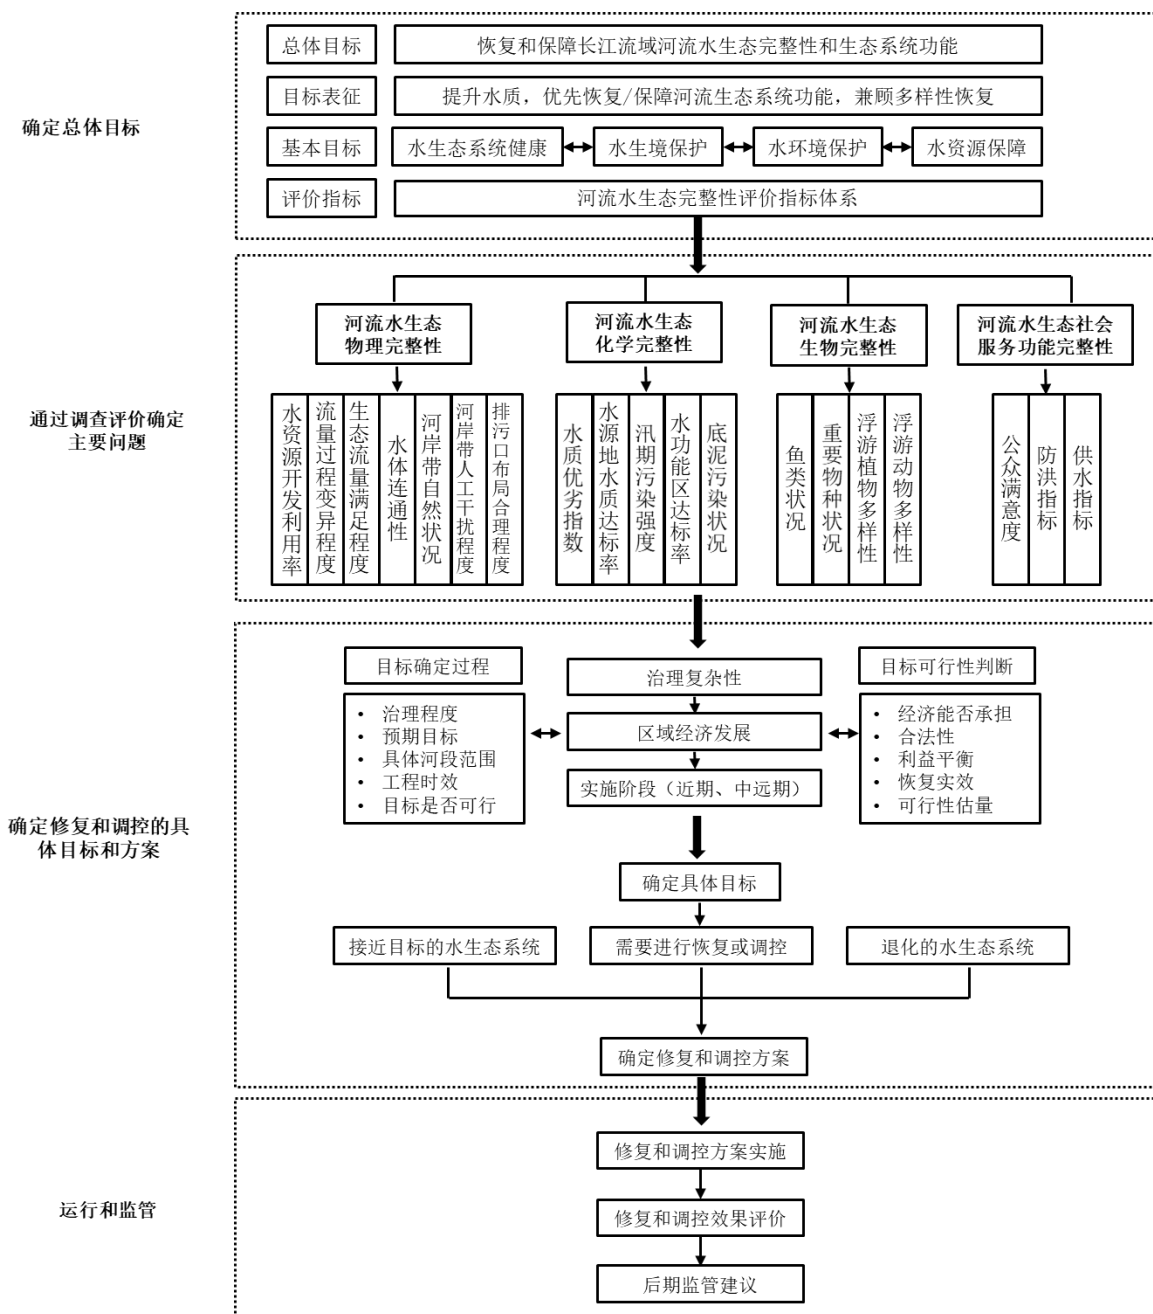 确定总体目标
总体目标
恢复和保障长江流域河流水生态完整性和生态系统功能
目标表征
提升水质，优先恢复/保障河流生态系统功能，兼顾多样性恢复
基本目标
水生态系统健康
水生境保护
水环境保护
水资源保障
评价指标
河流水生态完整性评价指标体系
通过调查评价确定
主要问题
河流水生态
物理完整性
河流水生态
化学完整性
河流水生态
生物完整性
河流水生态社会
服务功能完整性
水资源开发利用率
流量过程变异程度
生态流量满足程度
水体连通性
河岸带自然状况
河岸带人工干扰程度
排污口布局合理程度
水质优劣指数
水源地水质达标率
汛期污染强度
水功能区达标率
底泥污染状况
鱼类状况
重要物种状况
浮游植物多样性
浮游动物多样性
公众满意度
防洪指标
供水指标
确定修复和调控的具
体目标和方案
目标确定过程
• 治理程度
• 预期目标
• 具体河段范围
• 工程时效
• 目标是否可行
治理复杂性
区域经济发展
实施阶段（近期、中远期）
目标可行性判断
• 经济能否承担
• 合法性
• 利益平衡
• 恢复实效
• 可行性估量
确定具体目标
接近目标的水生态系统
需要进行恢复或调控
退化的水生态系统
确定修复和调控方案
运行和监管
修复和调控方案实施
修复和调控效果评价
后期监管建议